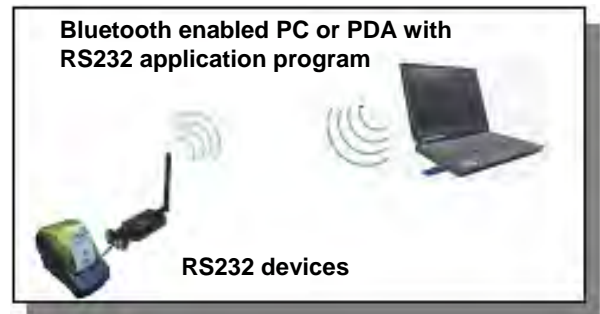 Bluetooth enabled PC or PDA with
RS232 application program
RS232 devices